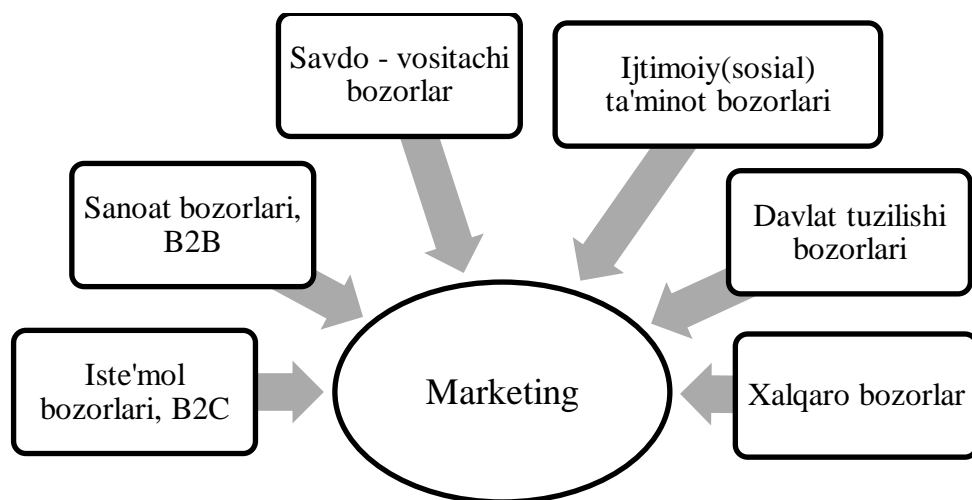 Savdo - vositachi
bozorlar
Ijtimoiy(sosial)
ta'minot bozorlari
Sanoat bozorlari,
B2B
Davlat tuzilishi
bozorlari
Iste'mol
bozorlari, B2C
Marketing
Xalqaro bozorlar